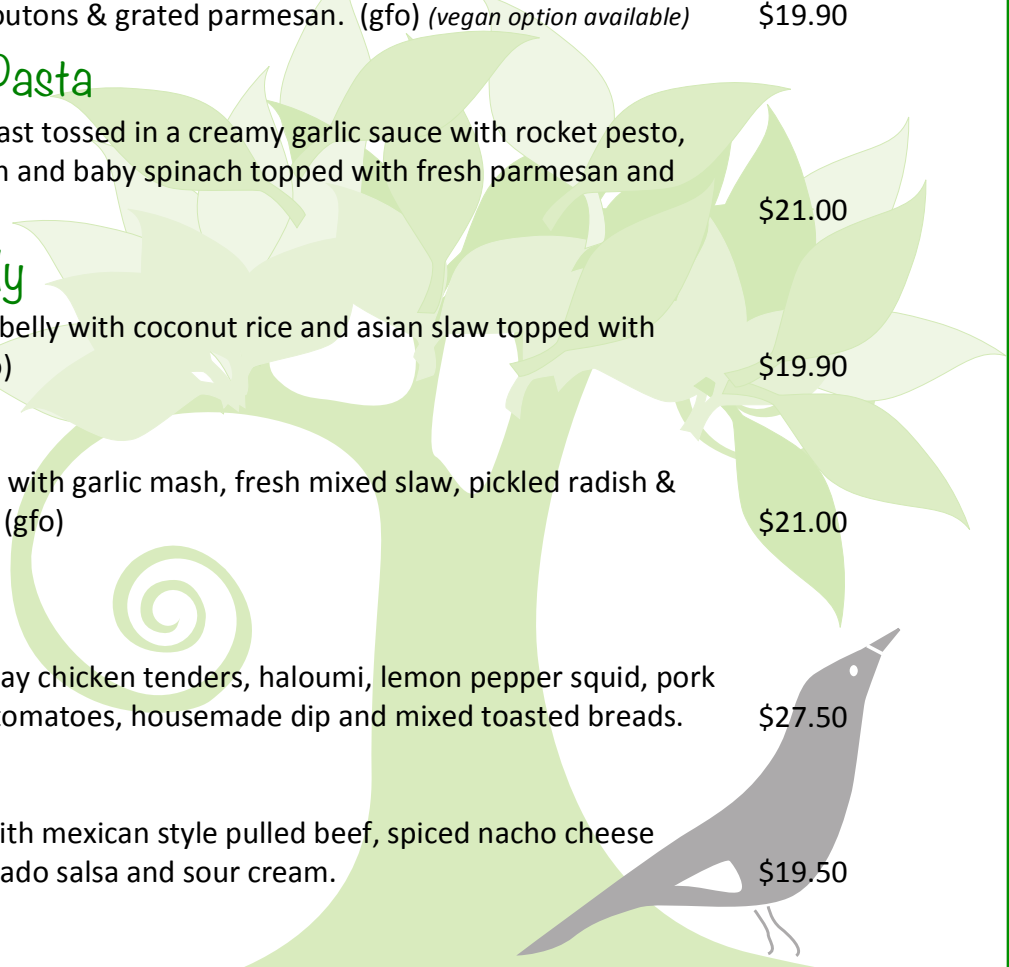 outons & grated parmesan. (gfo) (vegan option available) $19.90
Pasta
ast tossed in a creamy garlic sauce with rocket pesto,
n and baby spinach topped with fresh parmesan and
$21.00
y
belly with coconut rice and asian slaw topped with
o) $19.90
with garlic mash, fresh mixed slaw, pickled radish &
(gfo) $21.00
ay chicken tenders, haloumi, lemon pepper squid, pork
tomatoes, housemade dip and mixed toasted breads. $27.50
ith mexican style pulled beef, spiced nacho cheese
ado salsa and sour cream. $19.50